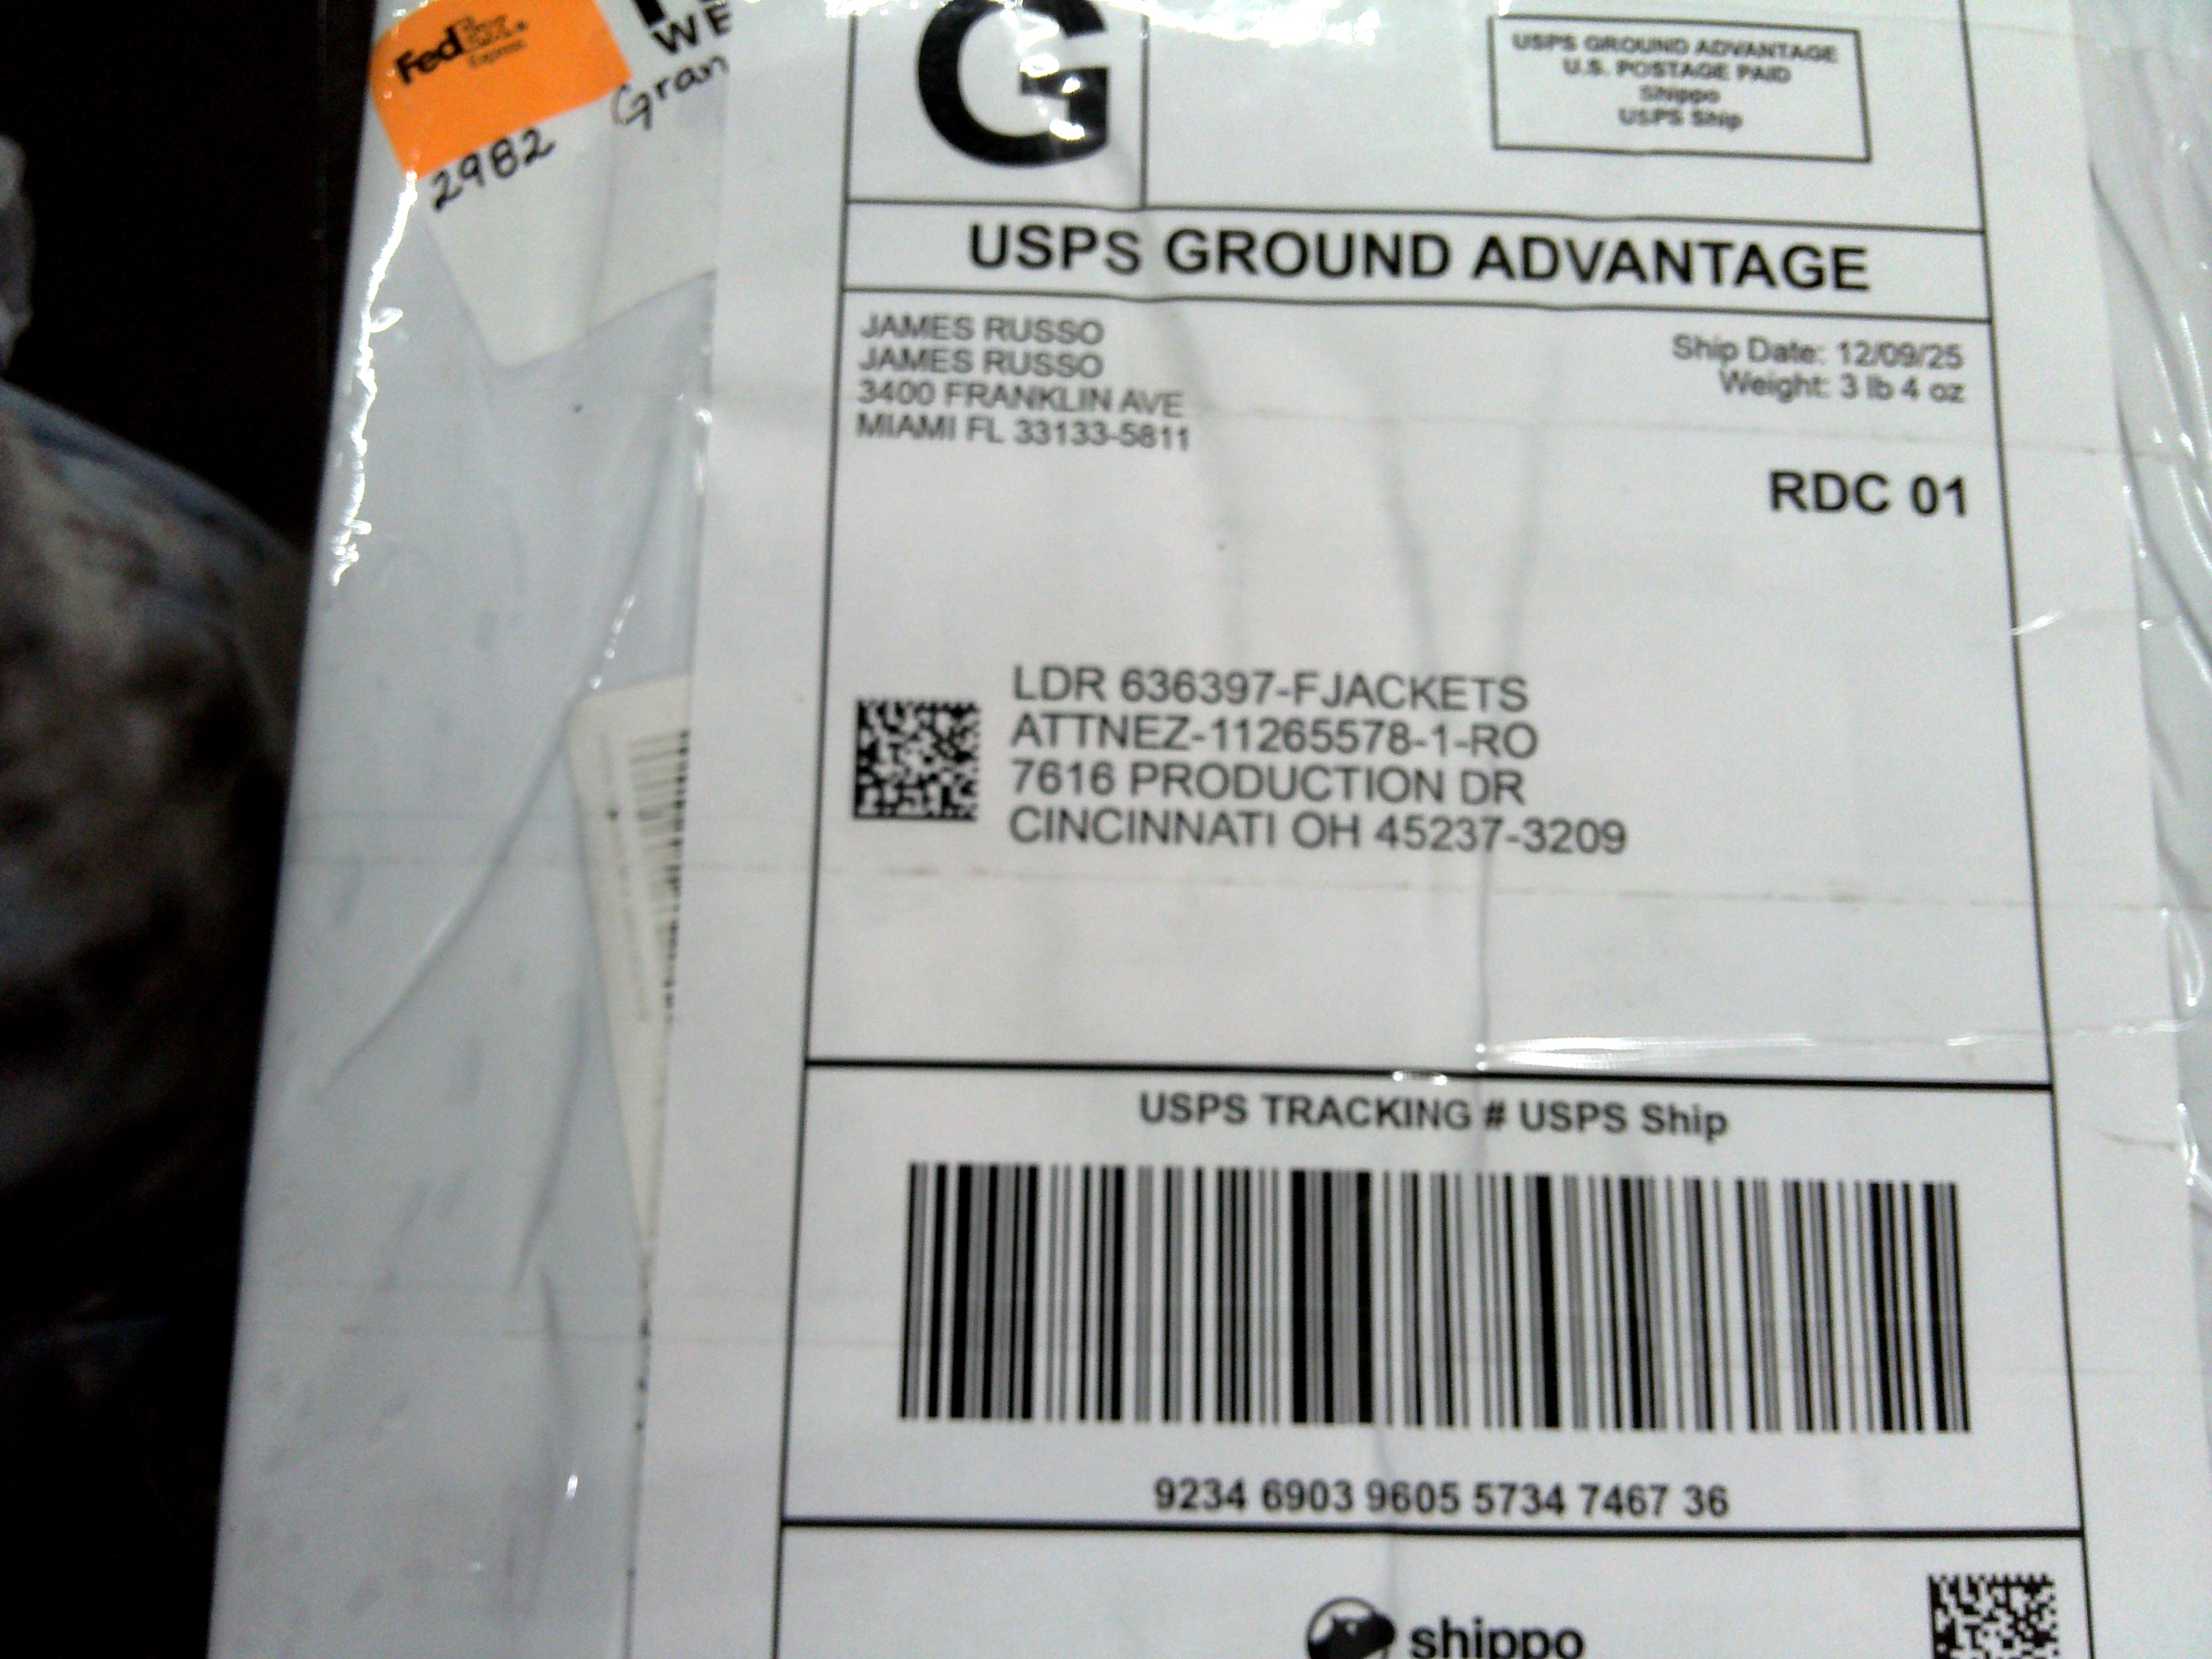 FedEx
Express
WE
Gran
2982
G
USPS GROUND ADVANTAGE
U.S. POSTAGE PAID
Shippo
USPS Ship
USPS GROUND ADVANTAGE
JAMES RUSSO
JAMES RUSSO
3400 FRANKLIN AVE
MIAMI FL 33133-5811
Ship Date: 12/09/25
Weight: 3 lb 4 oz
RDC 01
LDR 636397-FJACKETS
ATTNEZ-11265578-1-RO
7616 PRODUCTION DR
CINCINNATI OH 45237-3209
USPS TRACKING # USPS Ship
9234 6903 9605 5734 7467 36
shippo